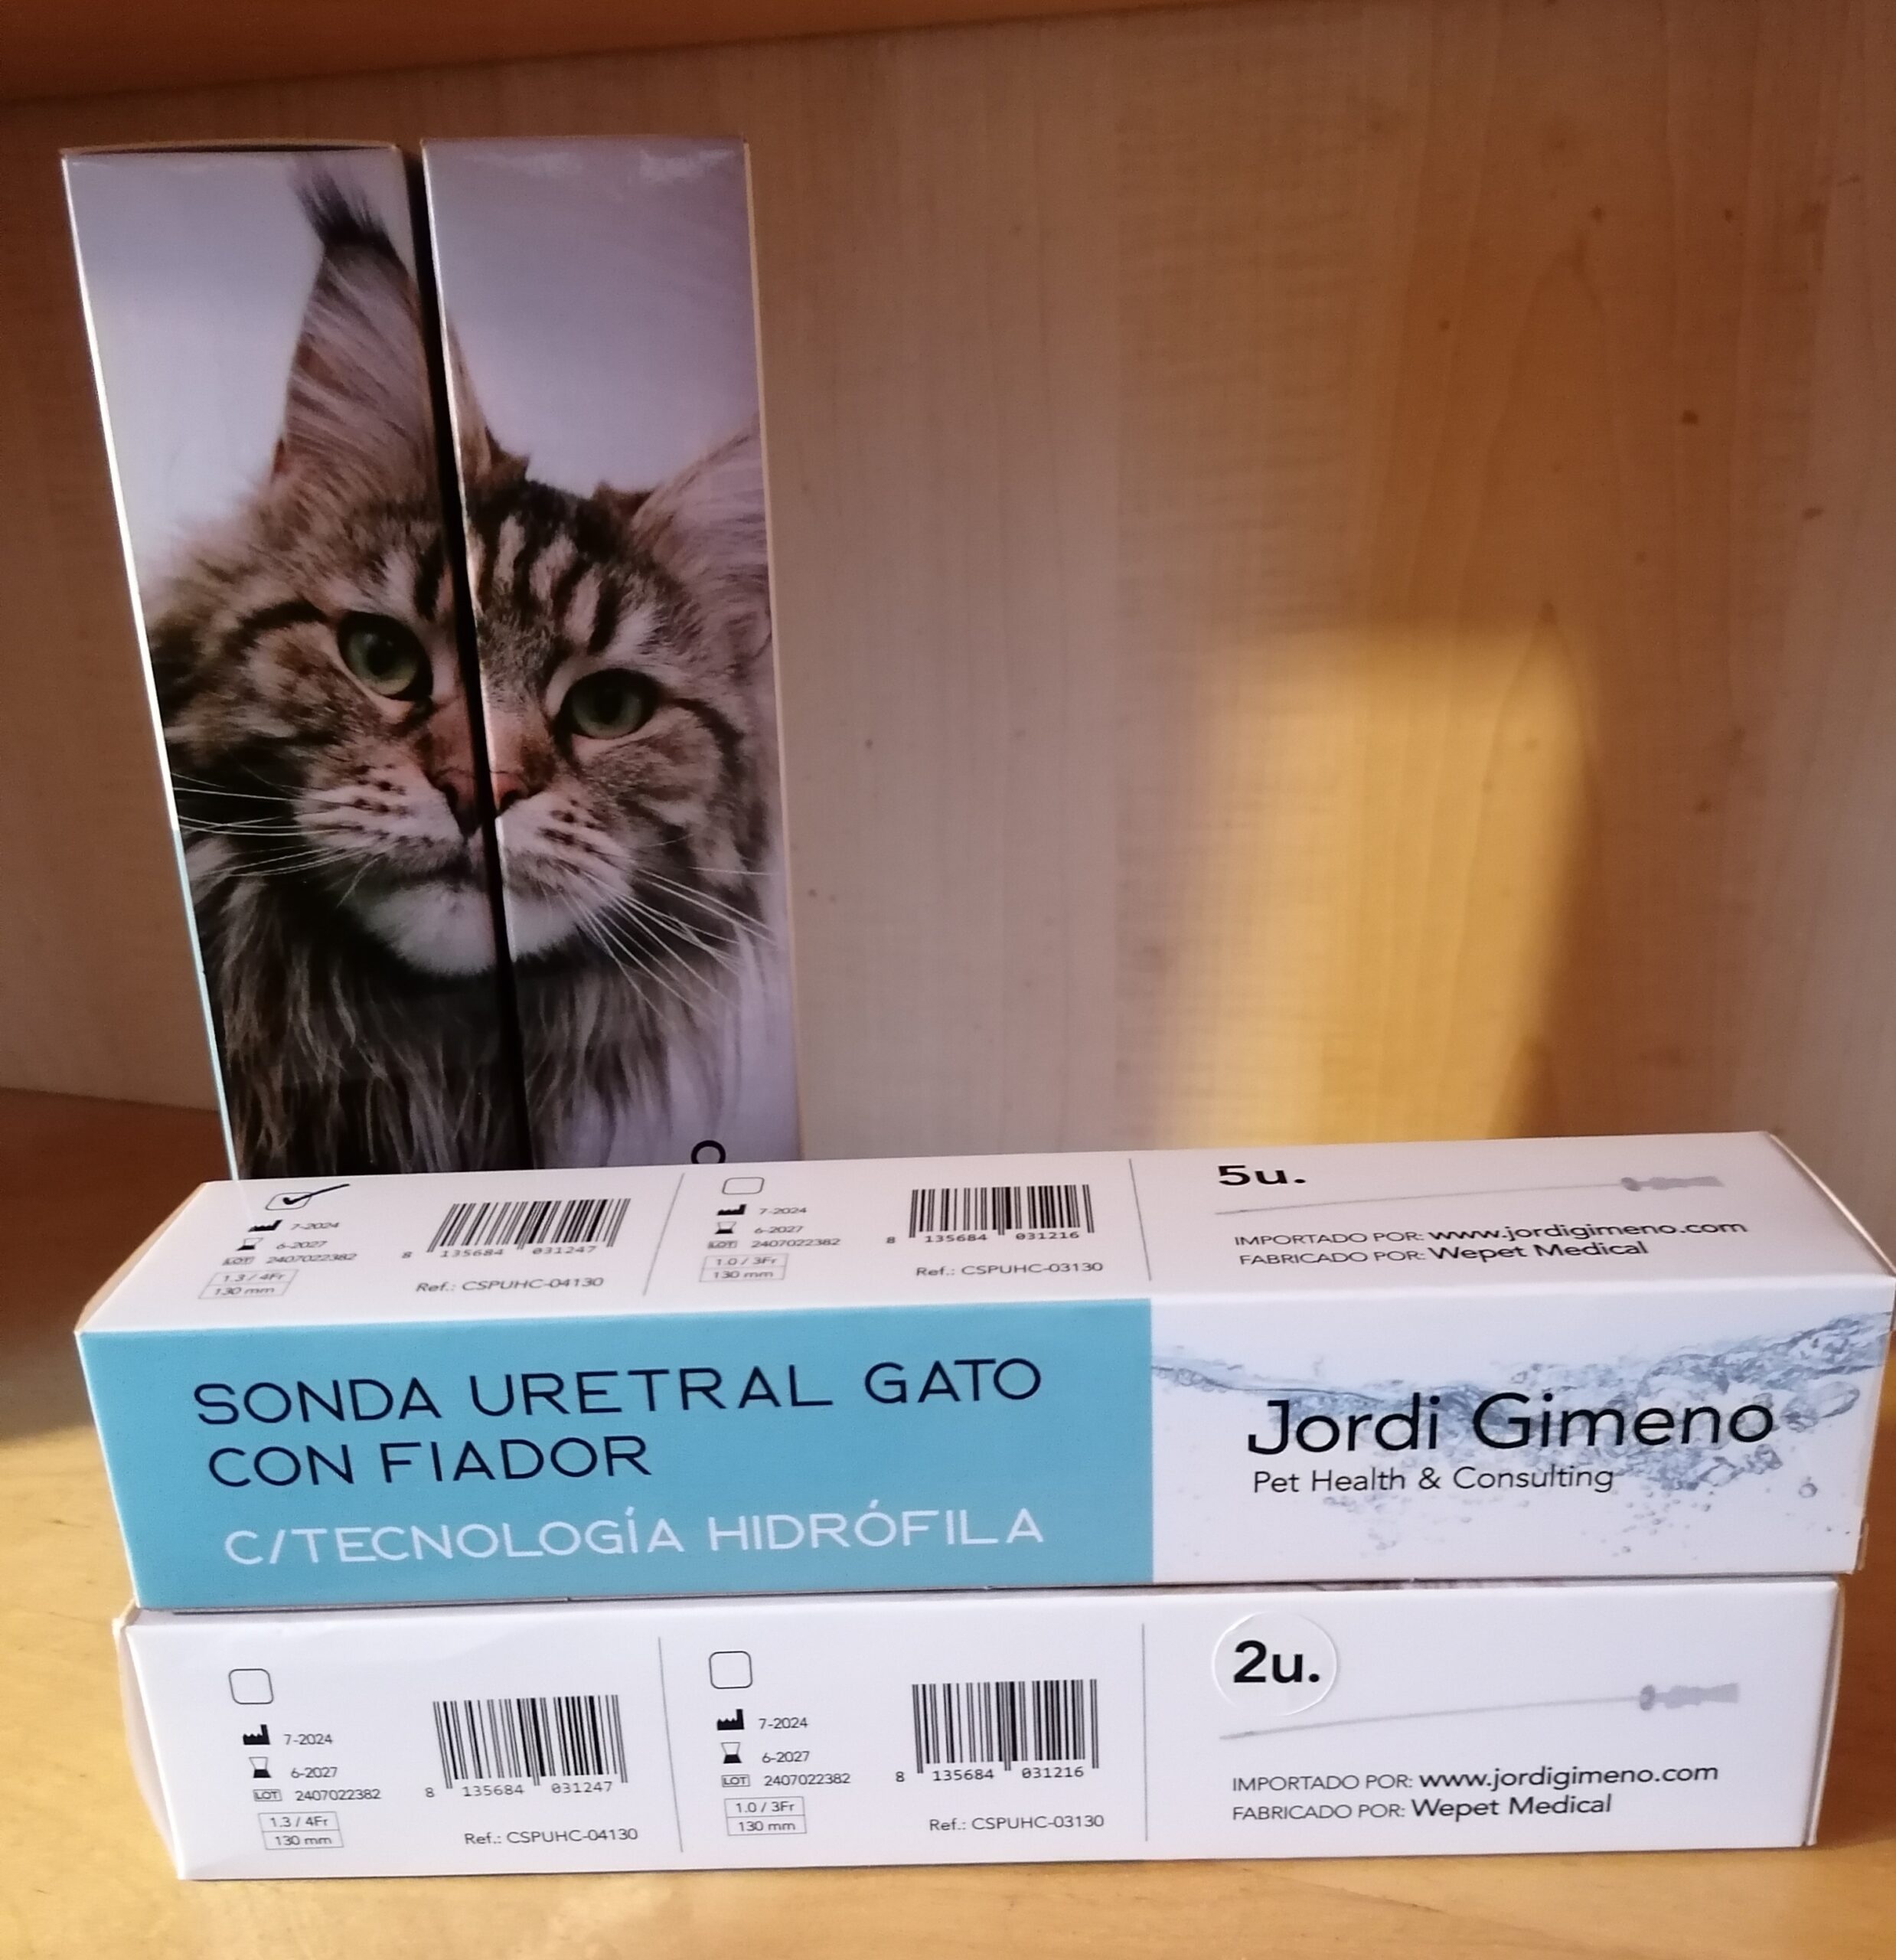 5u.
7-2024
6-2027
LOT 2407022382
1.3 / 4Fr
130 mm
8 135684 031247
Ref.: CSPUHC-04130
7-2024
6-2027
LOT 2407022382
1.0 / 3Fr
130 mm
8 135684 031216
Ref.: CSPUHC-03130
IMPORTADO POR: www.jordigimeno.com
FABRICADO POR: Wepet Medical
SONDA URETRAL GATO
CON FIADOR
C/TECNOLOGÍA HIDRÓFILA
Jordi Gimeno
Pet Health & Consulting
7-2024
6-2027
LOT 2407022382
1.3 / 4Fr
130 mm
8 135684 031247
Ref.: CSPUHC-04130
7-2024
6-2027
LOT 2407022382
1.0 / 3Fr
130 mm
8 135684 031216
Ref.: CSPUHC-03130
2u.
IMPORTADO POR: www.jordigimeno.com
FABRICADO POR: Wepet Medical